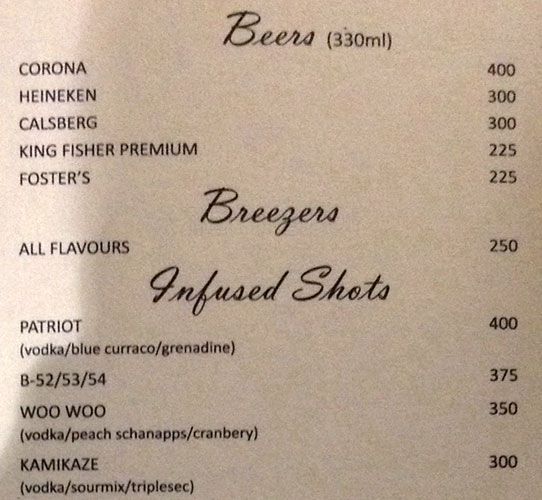 Beers (330ml)
CORONA 400
HEINEKEN 300
CALSBERG 300
KING FISHER PREMIUM 225
FOSTER'S 225
Breezers
ALL FLAVOURS 250
Infused Shots
PATRIOT 400
(vodka/blue curraco/grenadine)
B-52/53/54 375
WOO WOO 350
(vodka/peach schanapps/cranbery)
KAMIKAZE 300
(vodka/sourmix/triplesec)